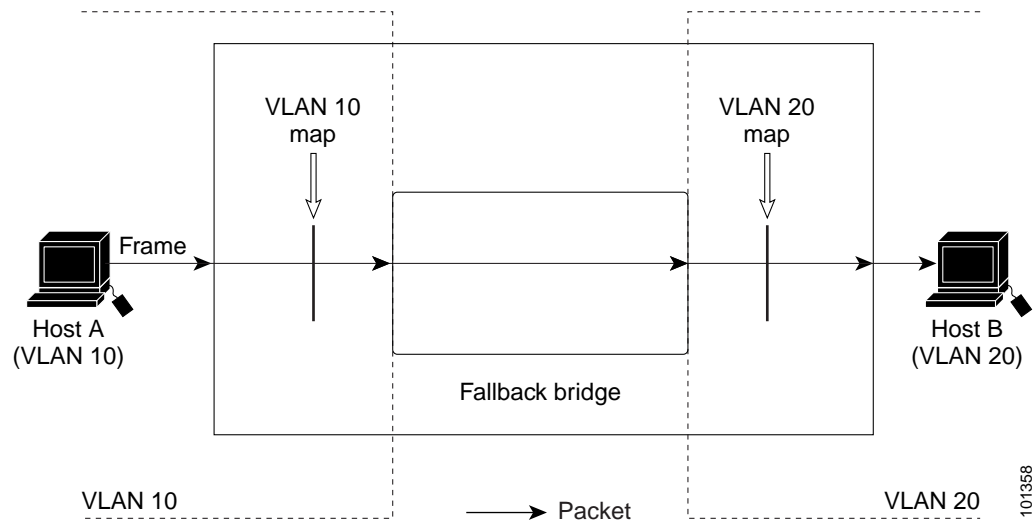 VLAN 10
map
VLAN 20
map
Frame
Host A
(VLAN 10)
Host B
(VLAN 20)
Fallback bridge
VLAN 10
Packet
VLAN 20
101358